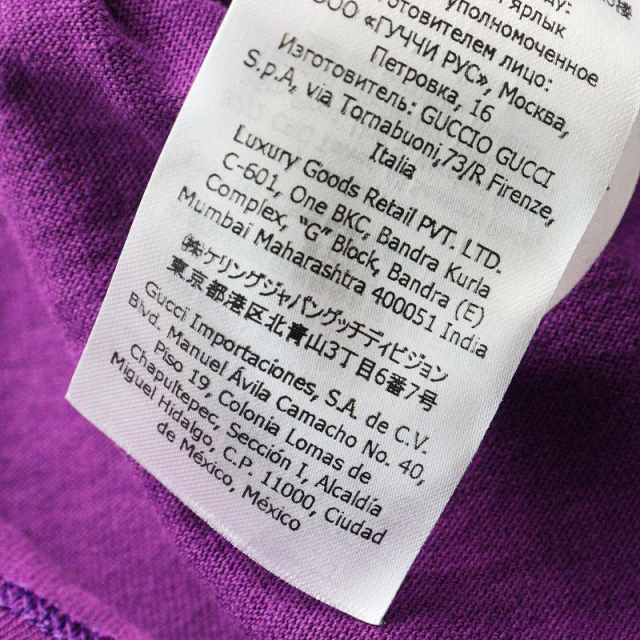 ярлык
уполномоченное
изготовителем лицо:
ООО «ГУЧЧИ РУС», Москва,
Петровка, 16
Изготовитель: GUCCIO GUCCI
S.p.A, via Tornabuoni,73/R Firenze,
Italia
Luxury Goods Retail PVT. LTD.
C-601, One BKC, Bandra Kurla
Complex, "G" Block, Bandra (E)
Mumbai Maharashtra 400051 India
㈱ケリングジャパングッチディビジョン
東京都港区北青山3丁目6番7号
Gucci Importaciones, S.A. de C.V.
Blvd. Manuel Ávila Camacho No. 40,
Piso 19, Colonia Lomas de
Chapultepec, Sección I, Alcaldía
Miguel Hidalgo, C.P. 11000, Ciudad
de México, México